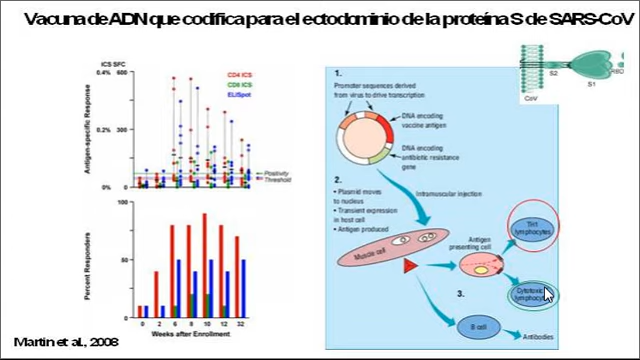 Vacuna de ADN que codifica para el ectodominio de la proteína S de SARS-CoV
ICS SFC
0.4% 600
0.2% 300
0 0
Antigen-specific Response
CD4 ICS
CD8 ICS
ELISpot
Positivity
Threshold
100
50
0
Percent Responders
0 2 6 8 10 12 32
Weeks after Enrollment
Martin et al., 2008
S2
S1
RBD
CoV
1.
Promoter sequences derived
from virus to drive transcription
DNA encoding
vaccine antigen
DNA encoding
antibiotic resistance
gene
2.
• Plasmid moves
to nucleus
• Transient expression
in host cell
• Antigen produced
Intramuscular injection
Muscle cell
Antigen
presenting cell
TH1
lymphocytes
Cytotoxic
lymphocytes
3.
B cell
Antibodies